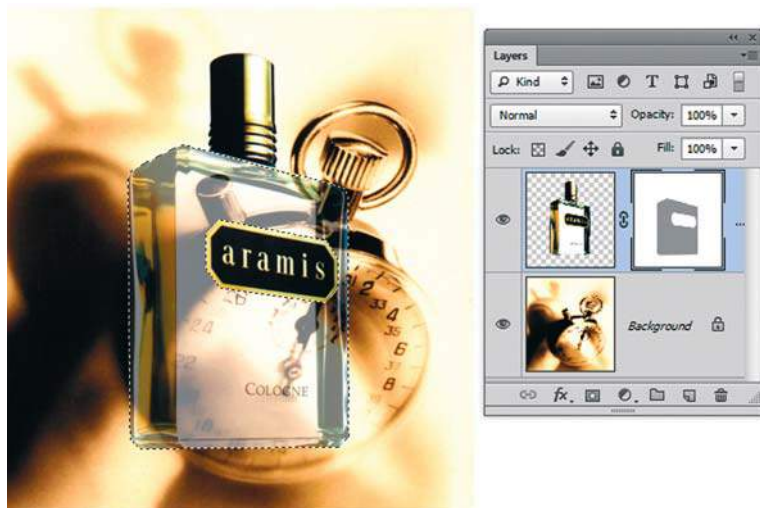 aramis
COLOGNE
Layers
Kind
Normal
Opacity: 100%
Lock:
Fill: 100%
Background